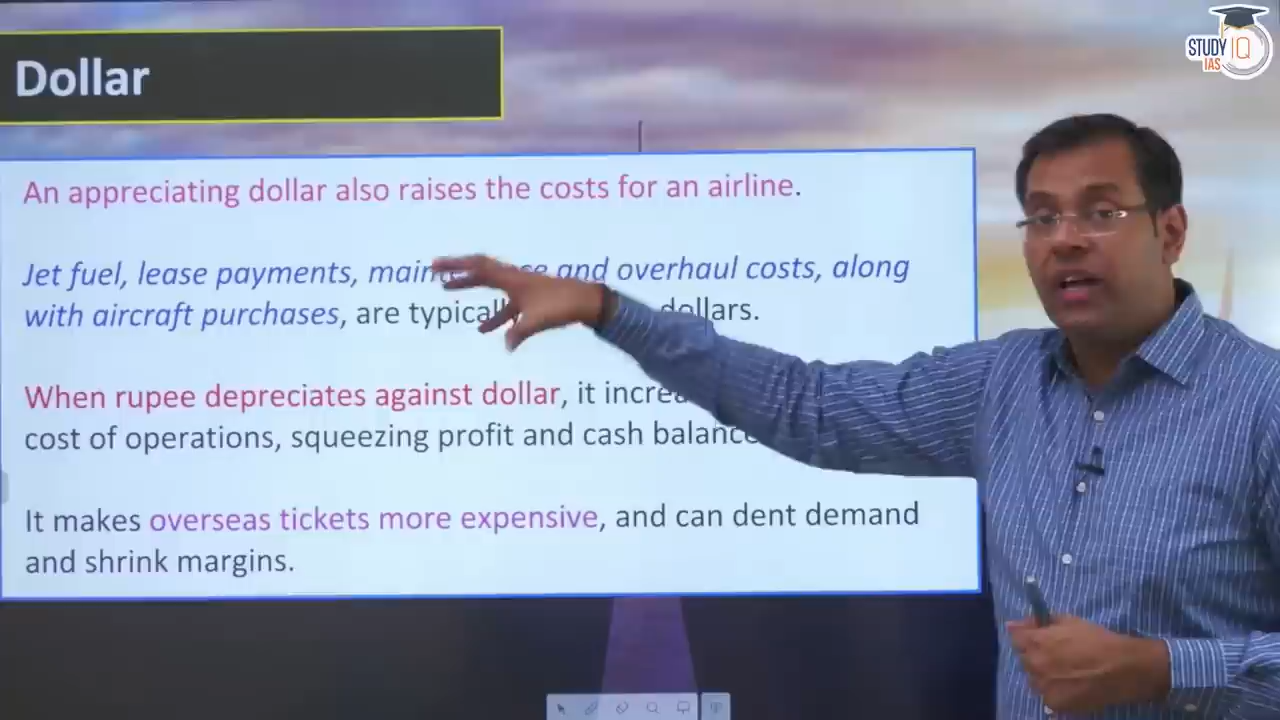 STUDY IQ
IAS
Dollar
An appreciating dollar also raises the costs for an airline.
Jet fuel, lease payments, and overhaul costs, along
with aircraft purchases, are typically dollars.
When rupee depreciates against dollar, it
cost of operations, squeezing profit and cash balance
It makes overseas tickets more expensive, and can dent demand
and shrink margins.